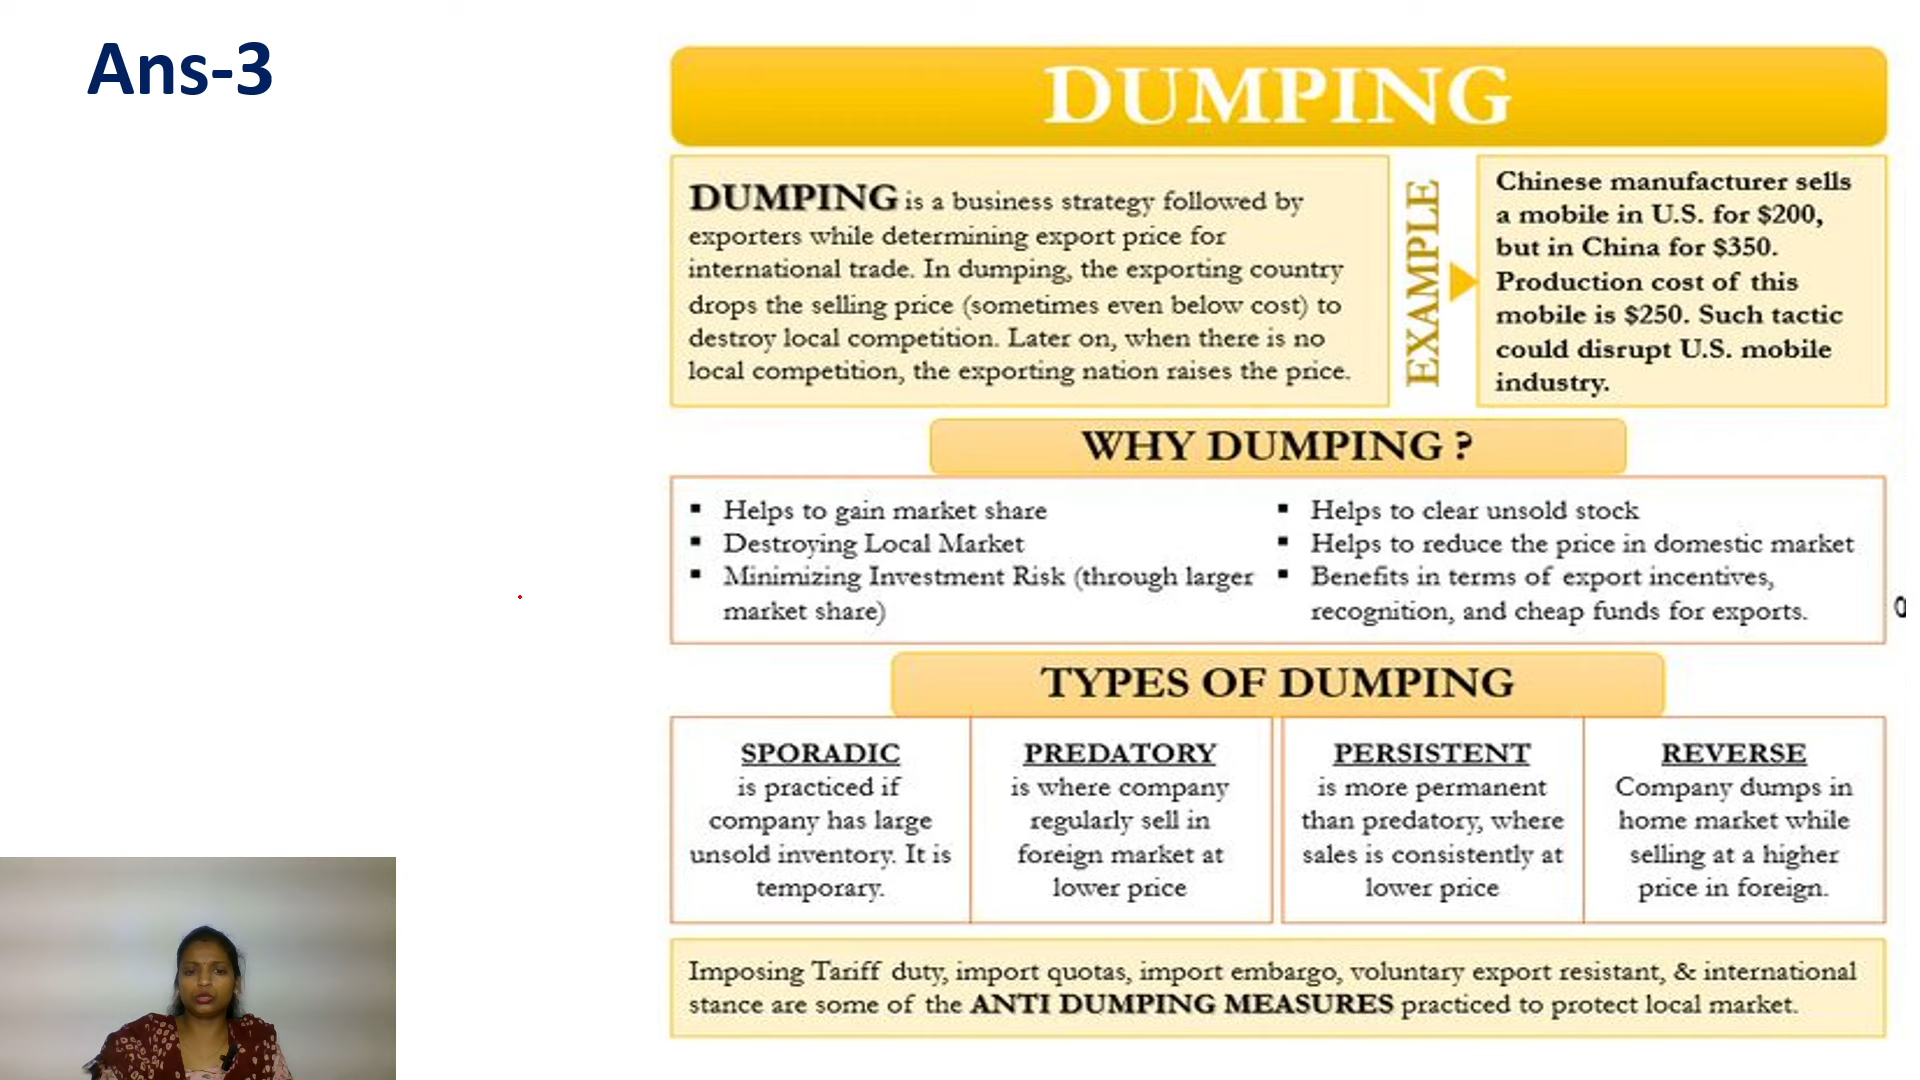 Ans-3
DUMPING
DUMPING is a business strategy followed by
exporters while determining export price for
international trade. In dumping, the exporting country
drops the selling price (sometimes even below cost) to
destroy local competition. Later on, when there is no
local competition, the exporting nation raises the price.
EXAMPLE
Chinese manufacturer sells
a mobile in U.S. for $200,
but in China for $350.
Production cost of this
mobile is $250. Such tactic
could disrupt U.S. mobile
industry.
WHY DUMPING ?
▪ Helps to gain market share
▪ Destroying Local Market
▪ Minimizing Investment Risk (through larger
market share)
▪ Helps to clear unsold stock
▪ Helps to reduce the price in domestic market
▪ Benefits in terms of export incentives,
recognition, and cheap funds for exports.
TYPES OF DUMPING
SPORADIC
is practiced if
company has large
unsold inventory. It is
temporary.
PREDATORY
is where company
regularly sell in
foreign market at
lower price
PERSISTENT
is more permanent
than predatory, where
sales is consistently at
lower price
REVERSE
Company dumps in
home market while
selling at a higher
price in foreign.
Imposing Tariff duty, import quotas, import embargo, voluntary export resistant, & international
stance are some of the ANTI DUMPING MEASURES practiced to protect local market.